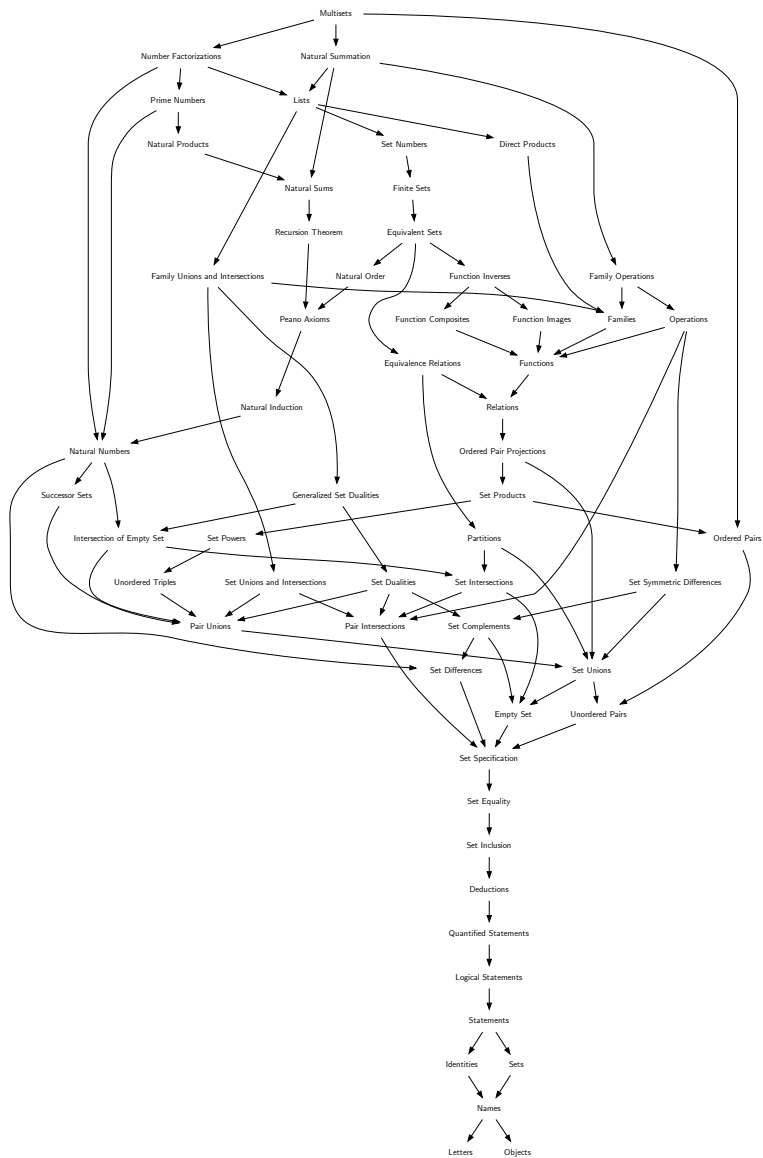 Multisets
Number Factorizations
Natural Summation
Prime Numbers
Lists
Natural Products
Set Numbers
Direct Products
Natural Sums
Finite Sets
Recursion Theorem
Equivalent Sets
Family Unions and Intersections
Natural Order
Function Inverses
Family Operations
Peano Axioms
Function Composites
Function Images
Families
Operations
Equivalence Relations
Functions
Natural Induction
Relations
Natural Numbers
Ordered Pair Projections
Successor Sets
Generalized Set Dualities
Set Products
Intersection of Empty Set
Set Powers
Partitions
Ordered Pairs
Unordered Triples
Set Unions and Intersections
Set Dualities
Set Intersections
Set Symmetric Differences
Pair Unions
Pair Intersections
Set Complements
Set Differences
Set Unions
Empty Set
Unordered Pairs
Set Specification
Set Equality
Set Inclusion
Deductions
Quantified Statements
Logical Statements
Statements
Identities
Sets
Names
Letters
Objects